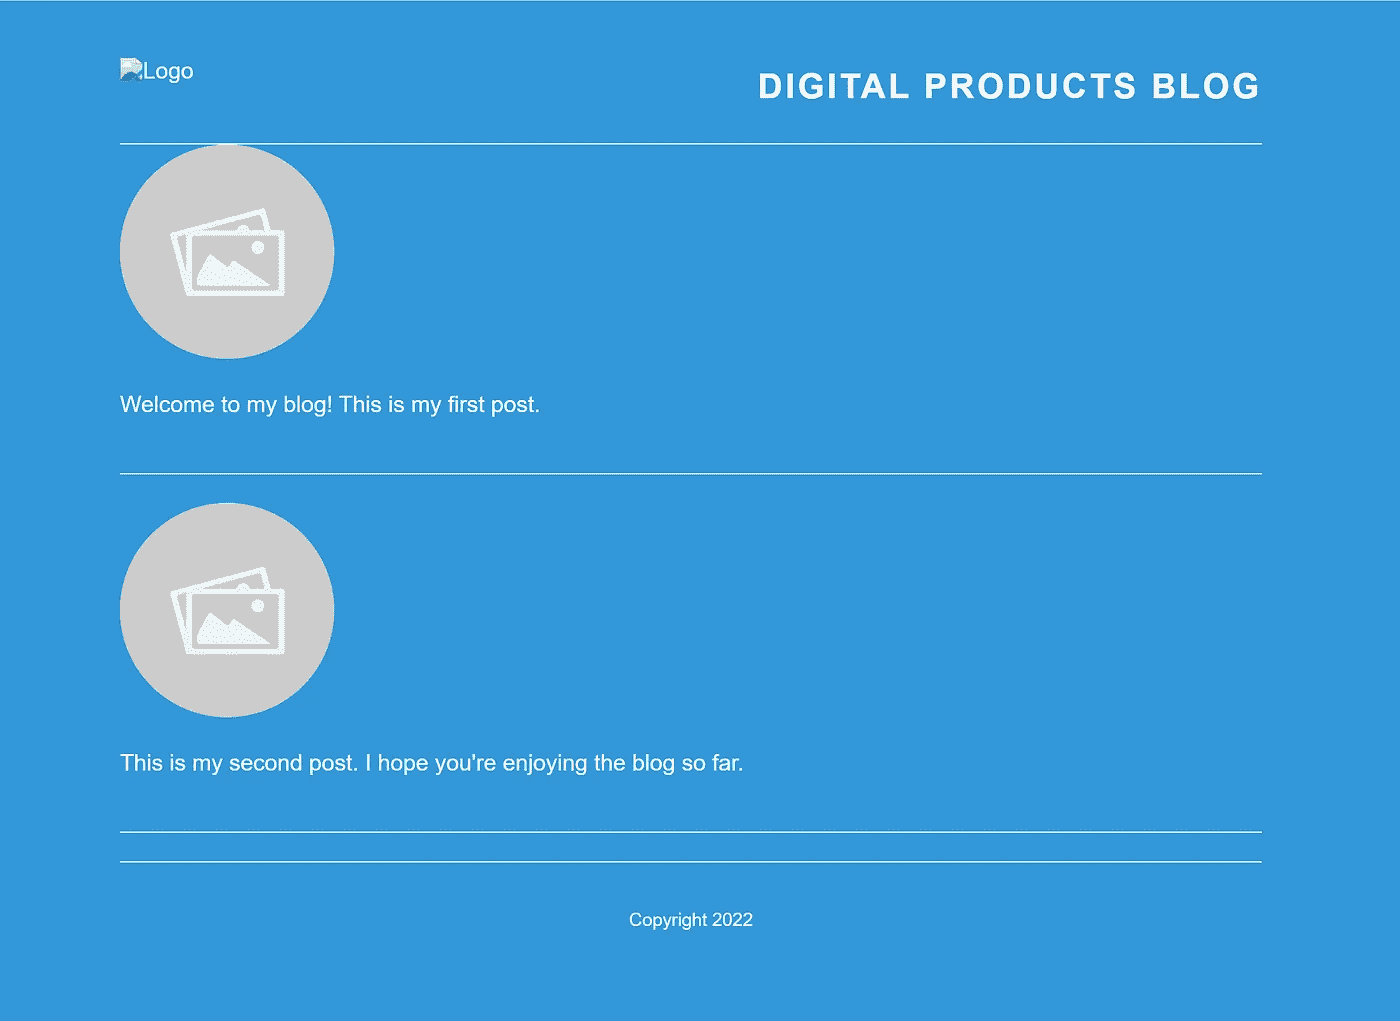 Logo
DIGITAL PRODUCTS BLOG
Welcome to my blog! This is my first post.
This is my second post. I hope you're enjoying the blog so far.
Copyright 2022